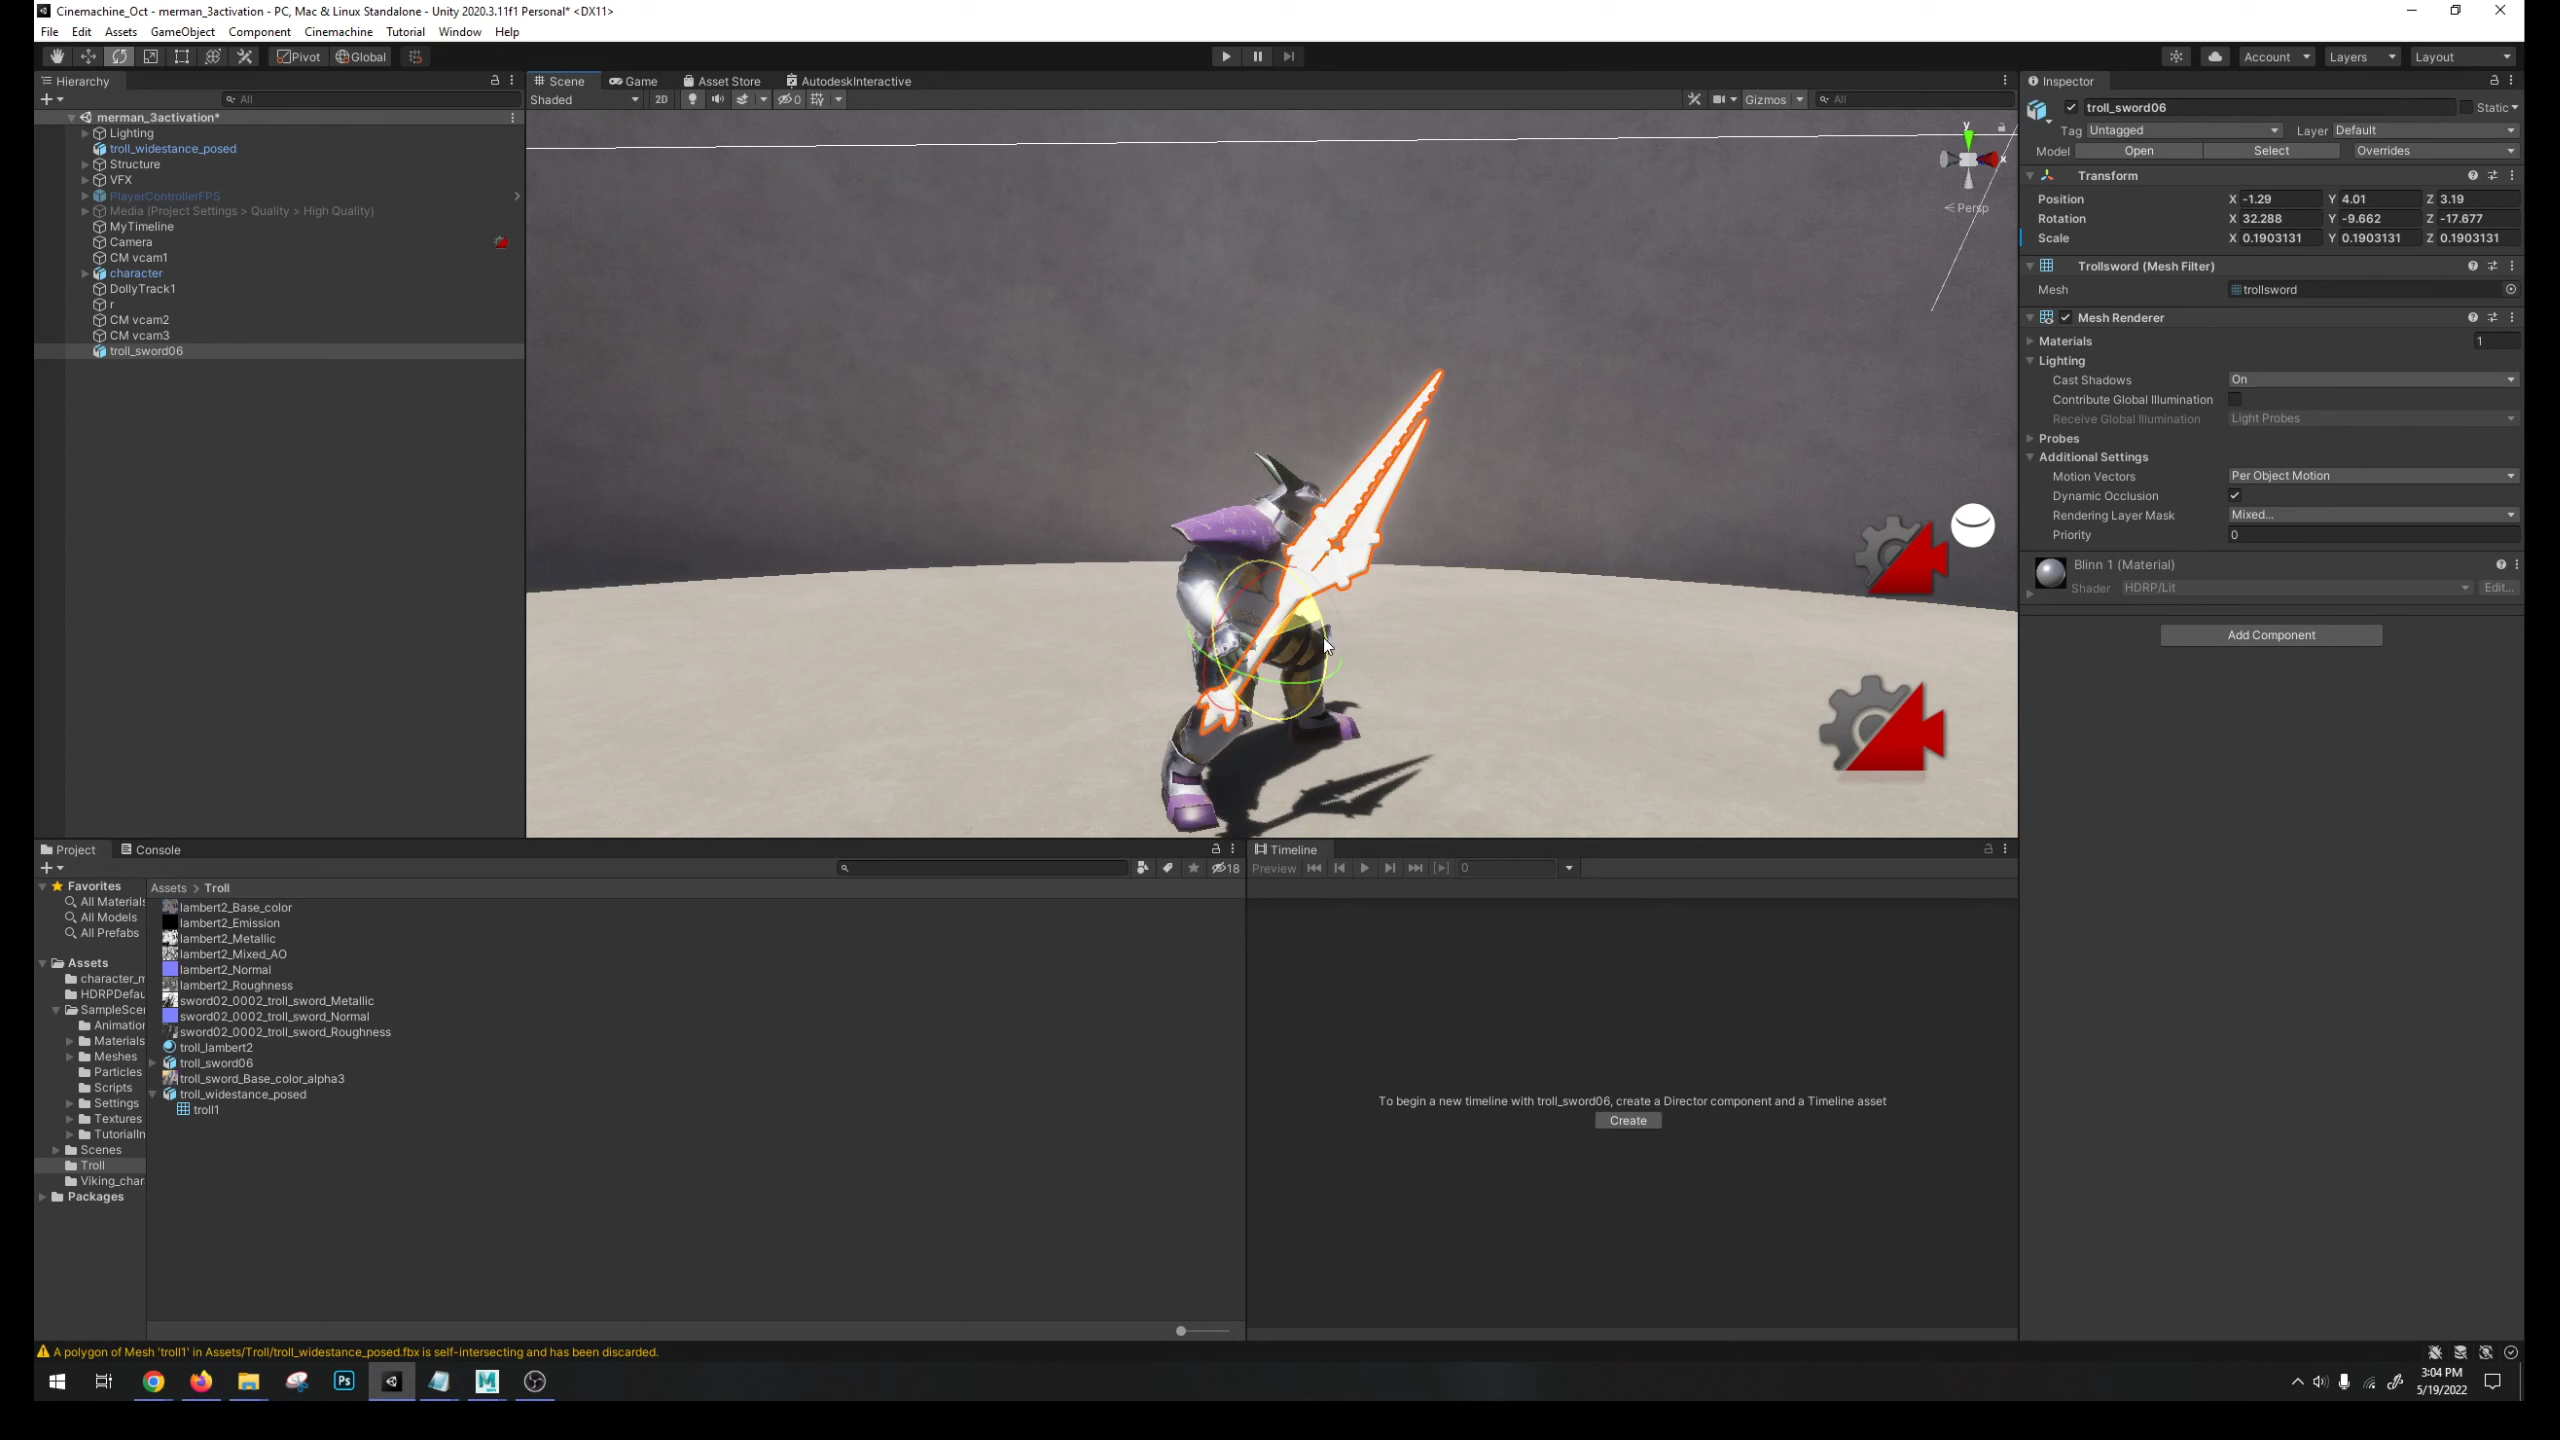 Cinemachine_Oct - merman_3activation - PC, Mac & Linux Standalone - Unity 2020.3.11f1 Personal* <DX11>
File Edit Assets GameObject Component Cinemachine Tutorial Window Help
Pivot Global Account Layers Layout
Hierarchy
All
merman_3activation*
Lighting
troll_widestance_posed
Structure
VFX
PlayerControllerFPS
Media (Project Settings > Quality > High Quality)
MyTimeline
Camera
CM vcam1
character
DollyTrack1
r
CM vcam2
CM vcam3
troll_sword06
Scene Game Asset Store AutodeskInteractive
Shaded 2D 0 Gizmos All
y
x
Persp
Inspector
troll_sword06 Static
Tag Untagged Layer Default
Model Open Select Overrides
Transform
Position X -1.29 Y 4.01 Z 3.19
Rotation X 32.288 Y -9.662 Z -17.677
Scale X 0.1903131 Y 0.1903131 Z 0.1903131
Trollsword (Mesh Filter)
Mesh trollsword
Mesh Renderer
Materials 1
Lighting
Cast Shadows On
Contribute Global Illumination
Receive Global Illumination Light Probes
Probes
Additional Settings
Motion Vectors Per Object Motion
Dynamic Occlusion
Rendering Layer Mask Mixed...
Priority 0
Blinn 1 (Material)
Shader HDRP/Lit Edit...
Add Component
Project Console
18
Favorites
All Materials
All Models
All Prefabs
Assets
character_m
HDRPDefau
SampleScen
Animation
Materials
Meshes
Particles
Scripts
Settings
Textures
TutorialIn
Scenes
Troll
Viking_char
Packages
Assets > Troll
lambert2_Base_color
lambert2_Emission
lambert2_Metallic
lambert2_Mixed_AO
lambert2_Normal
lambert2_Roughness
sword02_0002_troll_sword_Metallic
sword02_0002_troll_sword_Normal
sword02_0002_troll_sword_Roughness
troll_lambert2
troll_sword06
troll_sword_Base_color_alpha3
troll_widestance_posed
troll1
Timeline
Preview 0
To begin a new timeline with troll_sword06, create a Director component and a Timeline asset
Create
A polygon of Mesh 'troll1' in Assets/Troll/troll_widestance_posed.fbx is self-intersecting and has been discarded.
Ps
M
3:04 PM
5/19/2022